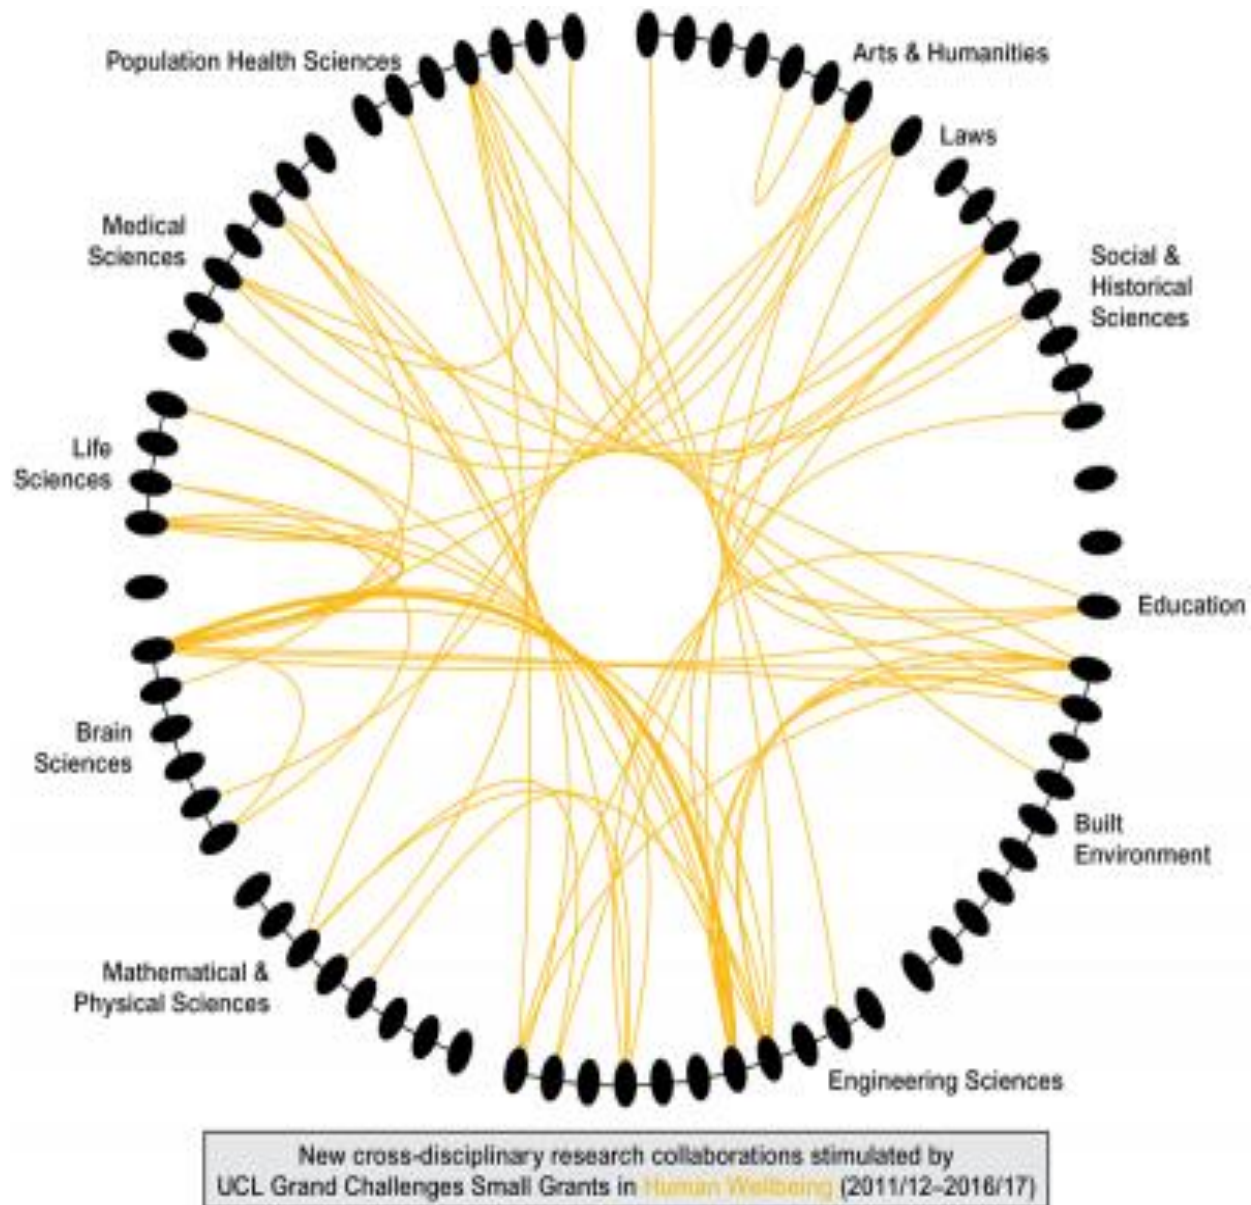 Population Health Sciences
Arts & Humanities
Laws
Medical
Sciences
Social &
Historical
Sciences
Life
Sciences
Education
Brain
Sciences
Built
Environment
Mathematical &
Physical Sciences
Engineering Sciences
New cross-disciplinary research collaborations stimulated by
UCL Grand Challenges Small Grants in Human Wellbeing (2011/12–2016/17)